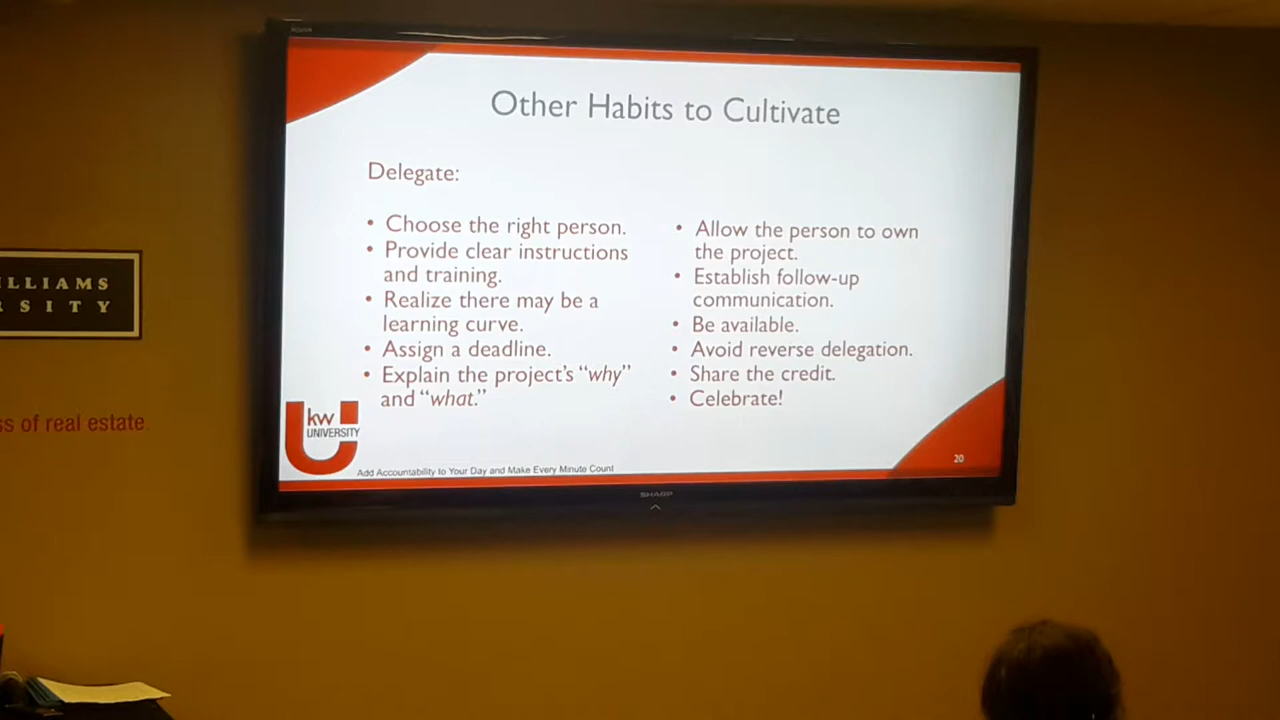 Other Habits to Cultivate
Delegate:
• Choose the right person.
• Provide clear instructions
and training.
• Realize there may be a
learning curve.
• Assign a deadline.
• Explain the project's “why”
and “what.”
• Allow the person to own
the project.
• Establish follow-up
communication.
• Be available.
• Avoid reverse delegation.
• Share the credit.
• Celebrate!
kw
UNIVERSITY
Add Accountability to Your Day and Make Every Minute Count
20
SHARP
LLIAMS
RSITY
ss of real estate.